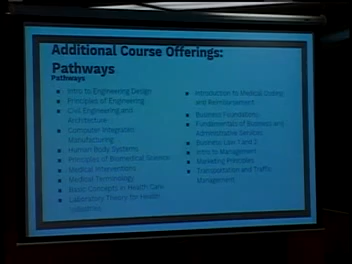 Additional Course Offerings:
Pathways
Pathways
Intro to Engineering Design
Principles of Engineering
Civil Engineering and
Architecture
Computer Integrated
Manufacturing
Human Body Systems
Principles of Biomedical Science
Medical Interventions
Medical Terminology
Basic Concepts in Health Care
Laboratory Theory for Health
Introduction to Medical Coding
and Reimbursement
Business Foundations
Fundamentals of Business and
Administrative Services
Business Law 1 and 2
Intro to Management
Marketing Principles
Transportation and Traffic
Management